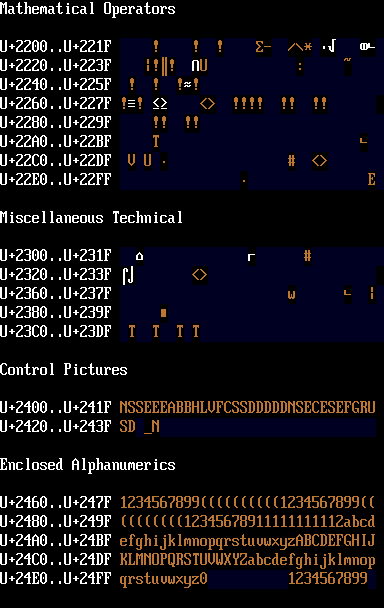 Mathematical Operators
U+2200..U+221F ! ! ! Σ− /\* ·√ ∞∟
U+2220..U+223F ¦!‖! ∩U : ~
U+2240..U+225F ! ! !≈!
U+2260..U+227F !≡! ≤≥ <> !!!! !! !!
U+2280..U+229F !! !!
U+22A0..U+22BF T ∟
U+22C0..U+22DF V U · # <>
U+22E0..U+22FF · E
Miscellaneous Technical
U+2300..U+231F ⌂ ⌐ #
U+2320..U+233F ⌠⌡ <>
U+2360..U+237F ω ∟ ¦
U+2380..U+239F ∎
U+23C0..U+23DF T T T T
Control Pictures
U+2400..U+241F NSSEEEABBHLVFCSSDDDDDNSECESEFGRU
U+2420..U+243F SD _N
Enclosed Alphanumerics
U+2460..U+247F 1234567899((((((((((1234567899((
U+2480..U+249F ((((((((12345678911111111112abcd
U+24A0..U+24BF efghijklmnopqrstuvwxyzABCDEFGHIJ
U+24C0..U+24DF KLMNOPQRSTUVWXYZabcdefghijklmnop
U+24E0..U+24FF qrstuvwxyz0 1234567899